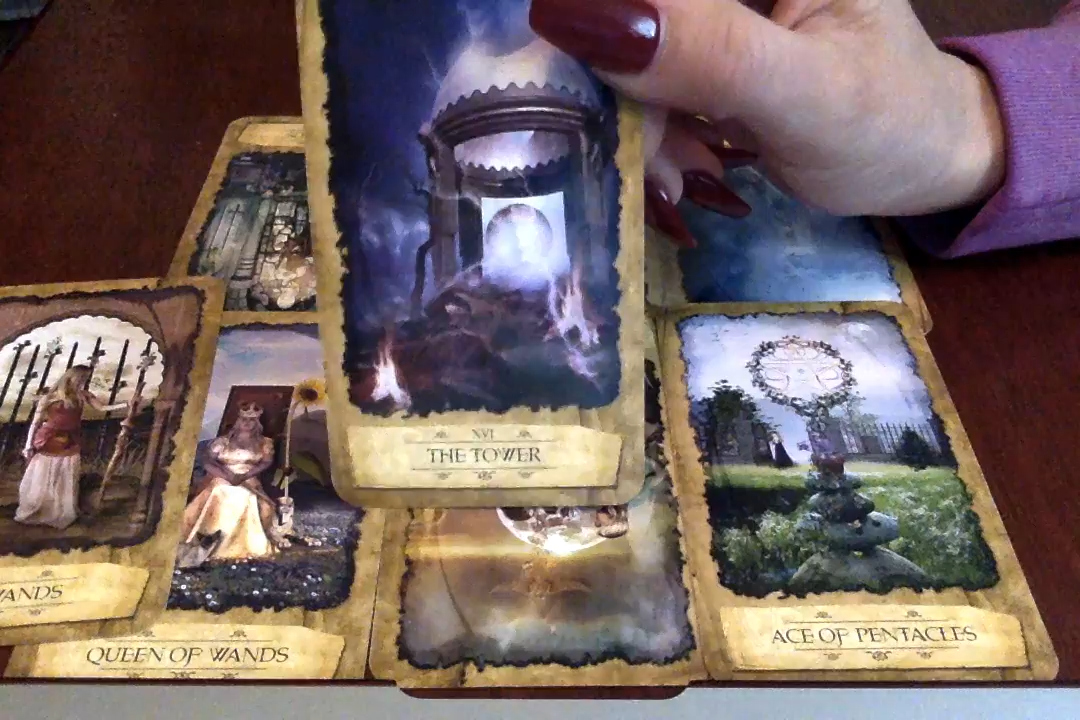 XVI
THE TOWER
WANDS
QUEEN OF WANDS
ACE OF PENTACLES